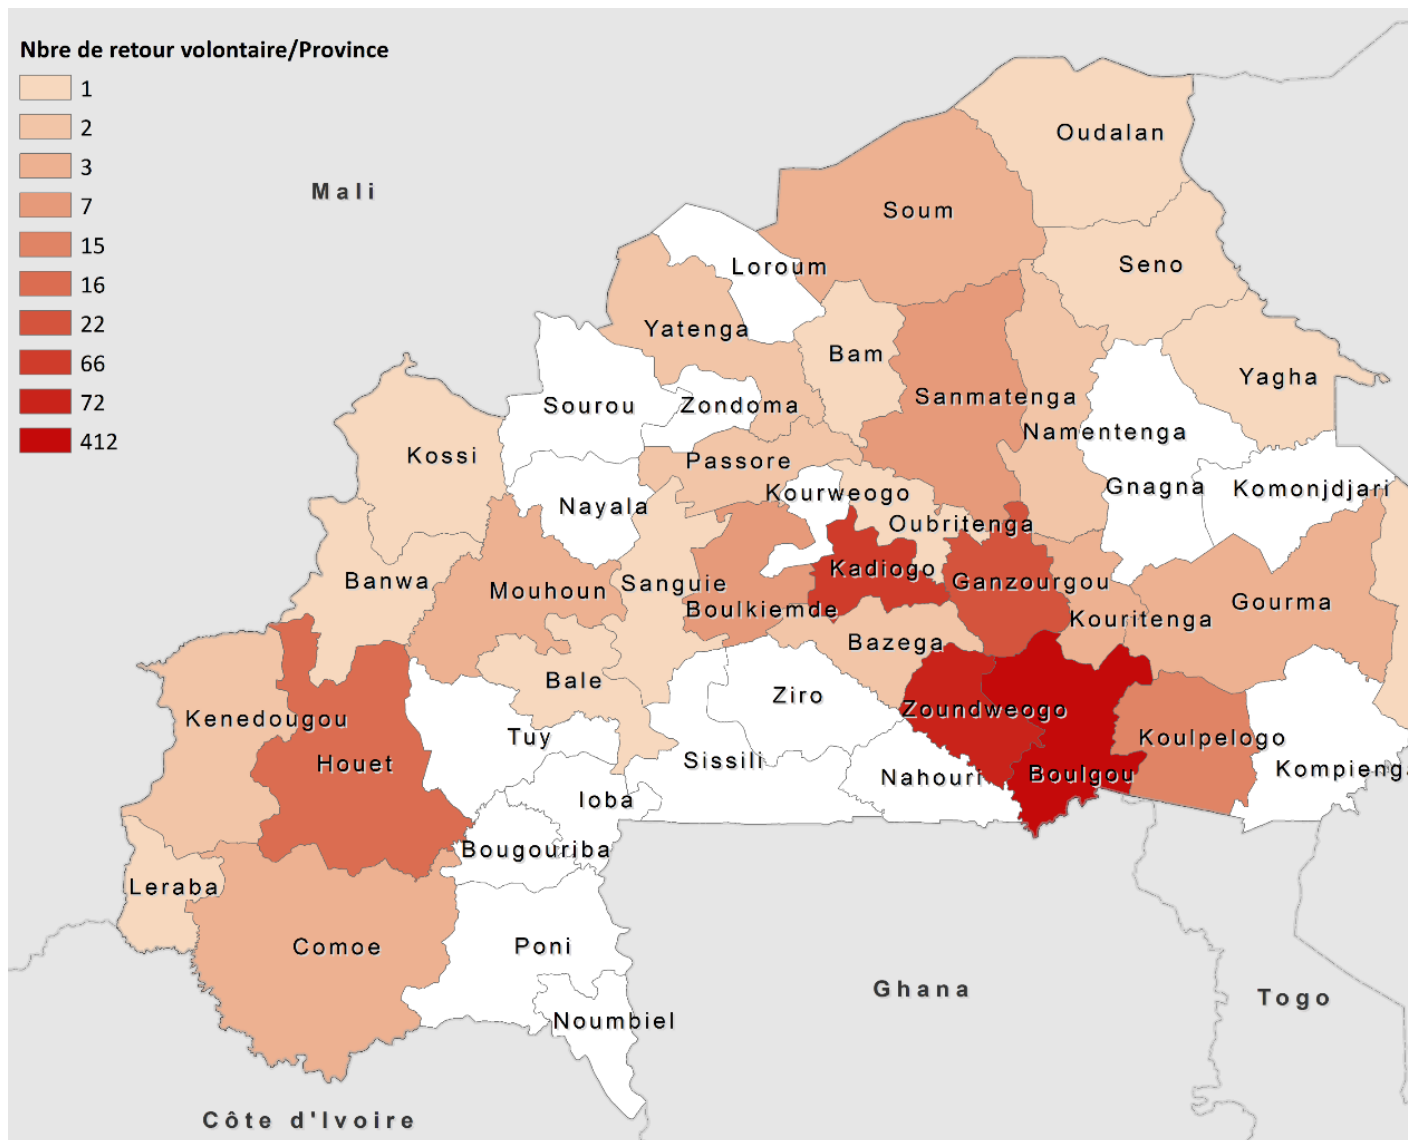 Nbre de retour volontaire/Province
1
2
3
7
15
16
22
66
72
412
Mali
Oudalan
Soum
Seno
Loroum
Yatenga
Bam
Yagha
Sanmatenga
Sourou
Zondoma
Namentenga
Kossi
Passore
Gnagna
Komonjdjari
Kourweogo
Nayala
Oubritenga
Kadiogo
Banwa
Sanguie
Ganzourgou
Mouhoun
Gourma
Boulkiemde
Kouritenga
Bazega
Bale
Ziro
Zoundweogo
Kenedougou
Tuy
Koulpelogo
Houet
Sissili
Nahouri
Boulgou
Kompienga
Ioba
Bougouriba
Leraba
Comoe
Poni
Ghana
Togo
Noumbiel
Côte d'Ivoire